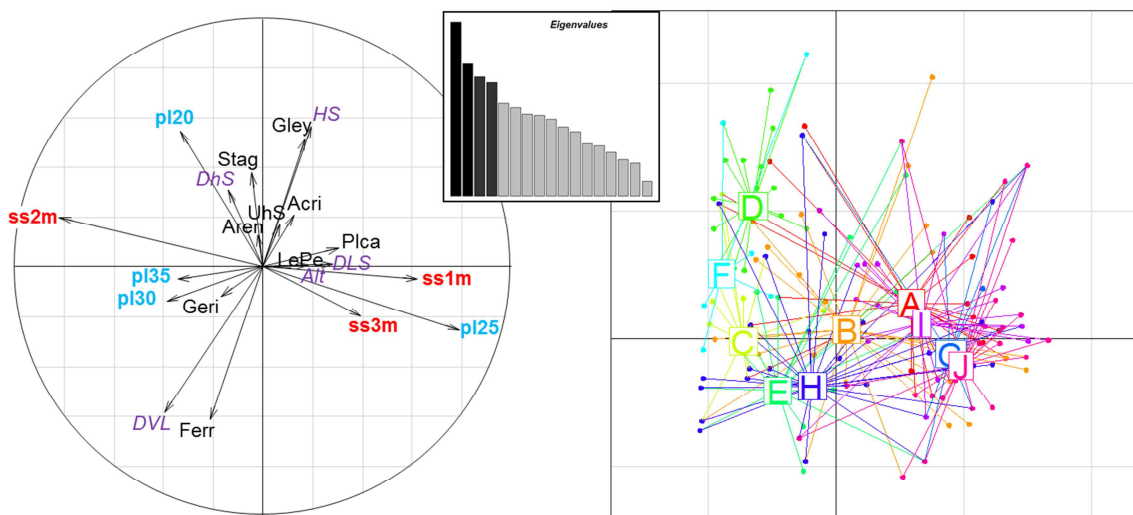 Eigenvalues
pl20
Gley
HS
Stag
DhS
UhS
Acri
ss2m
Aren
Plca
LePe
DLS
Alt
ss1m
pl35
pl30
Geri
ss3m
pl25
DVL
Ferr
D
F
A
I
B
C
G
J
E
H